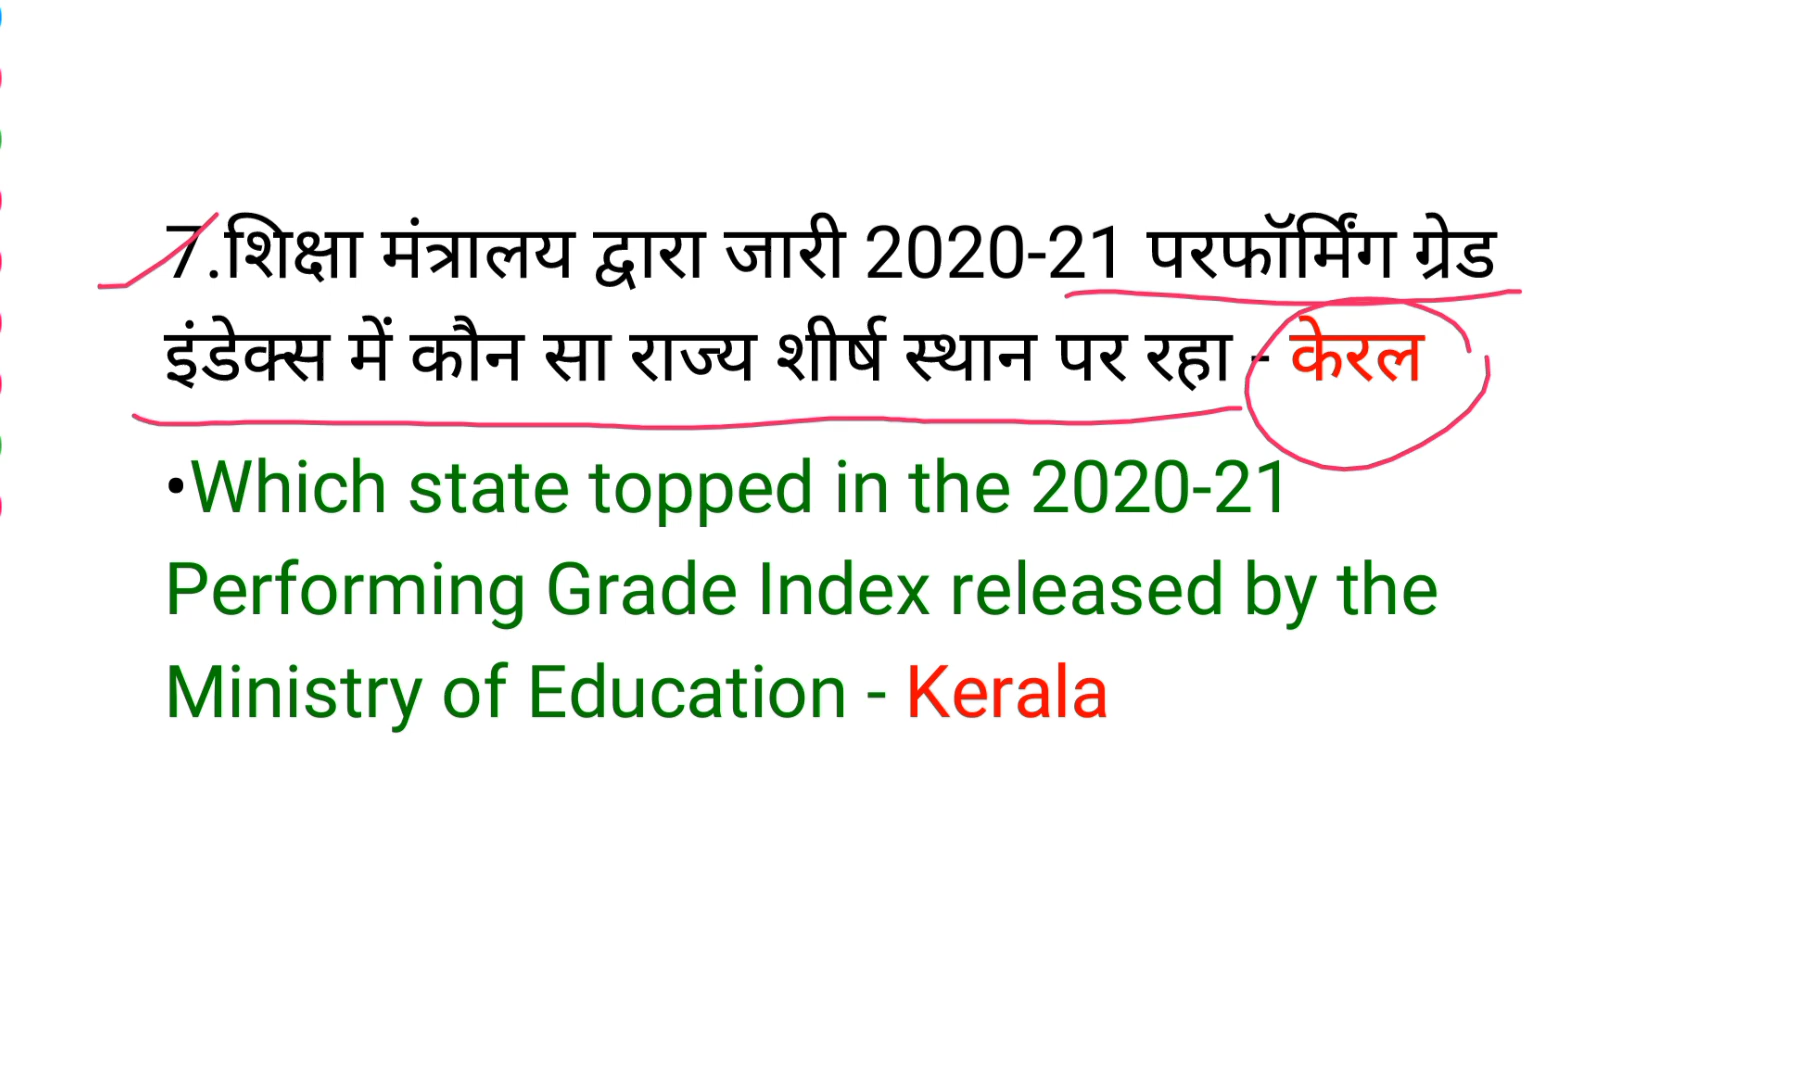 7.शिक्षा मंत्रालय द्वारा जारी 2020-21 परफॉर्मिंग ग्रेड
इंडेक्स में कौन सा राज्य शीर्ष स्थान पर रहा - केरल
•Which state topped in the 2020-21
Performing Grade Index released by the
Ministry of Education - Kerala